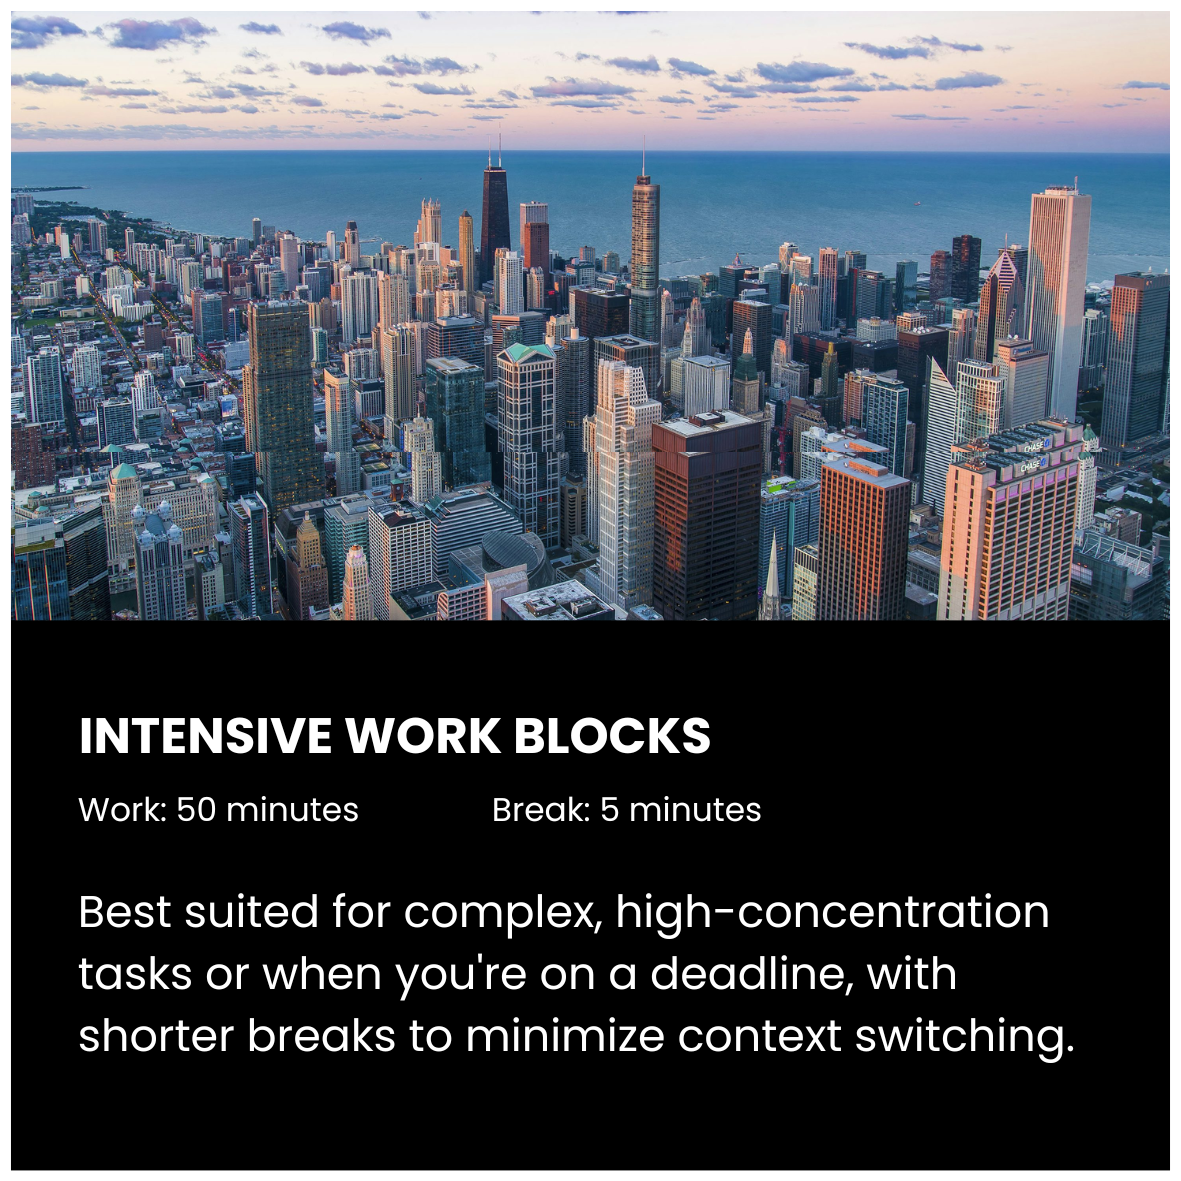 CHASE
CHASE
INTENSIVE WORK BLOCKS
Work: 50 minutes Break: 5 minutes
Best suited for complex, high-concentration
tasks or when you're on a deadline, with
shorter breaks to minimize context switching.